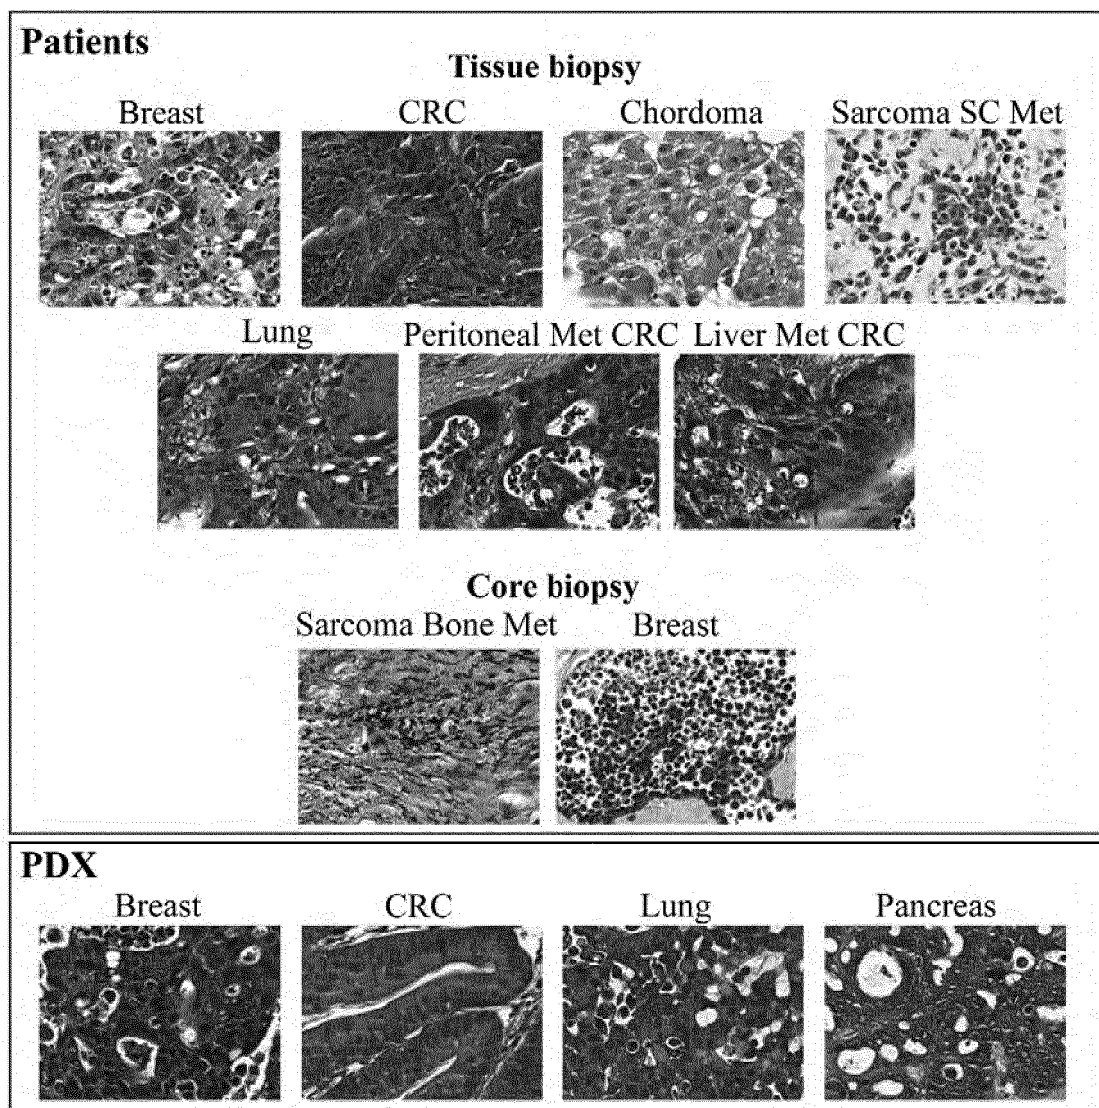 Patients
Tissue biopsy
Breast CRC Chordoma Sarcoma SC Met
Lung Peritoneal Met CRC Liver Met CRC
Core biopsy
Sarcoma Bone Met Breast
PDX
Breast CRC Lung Pancreas